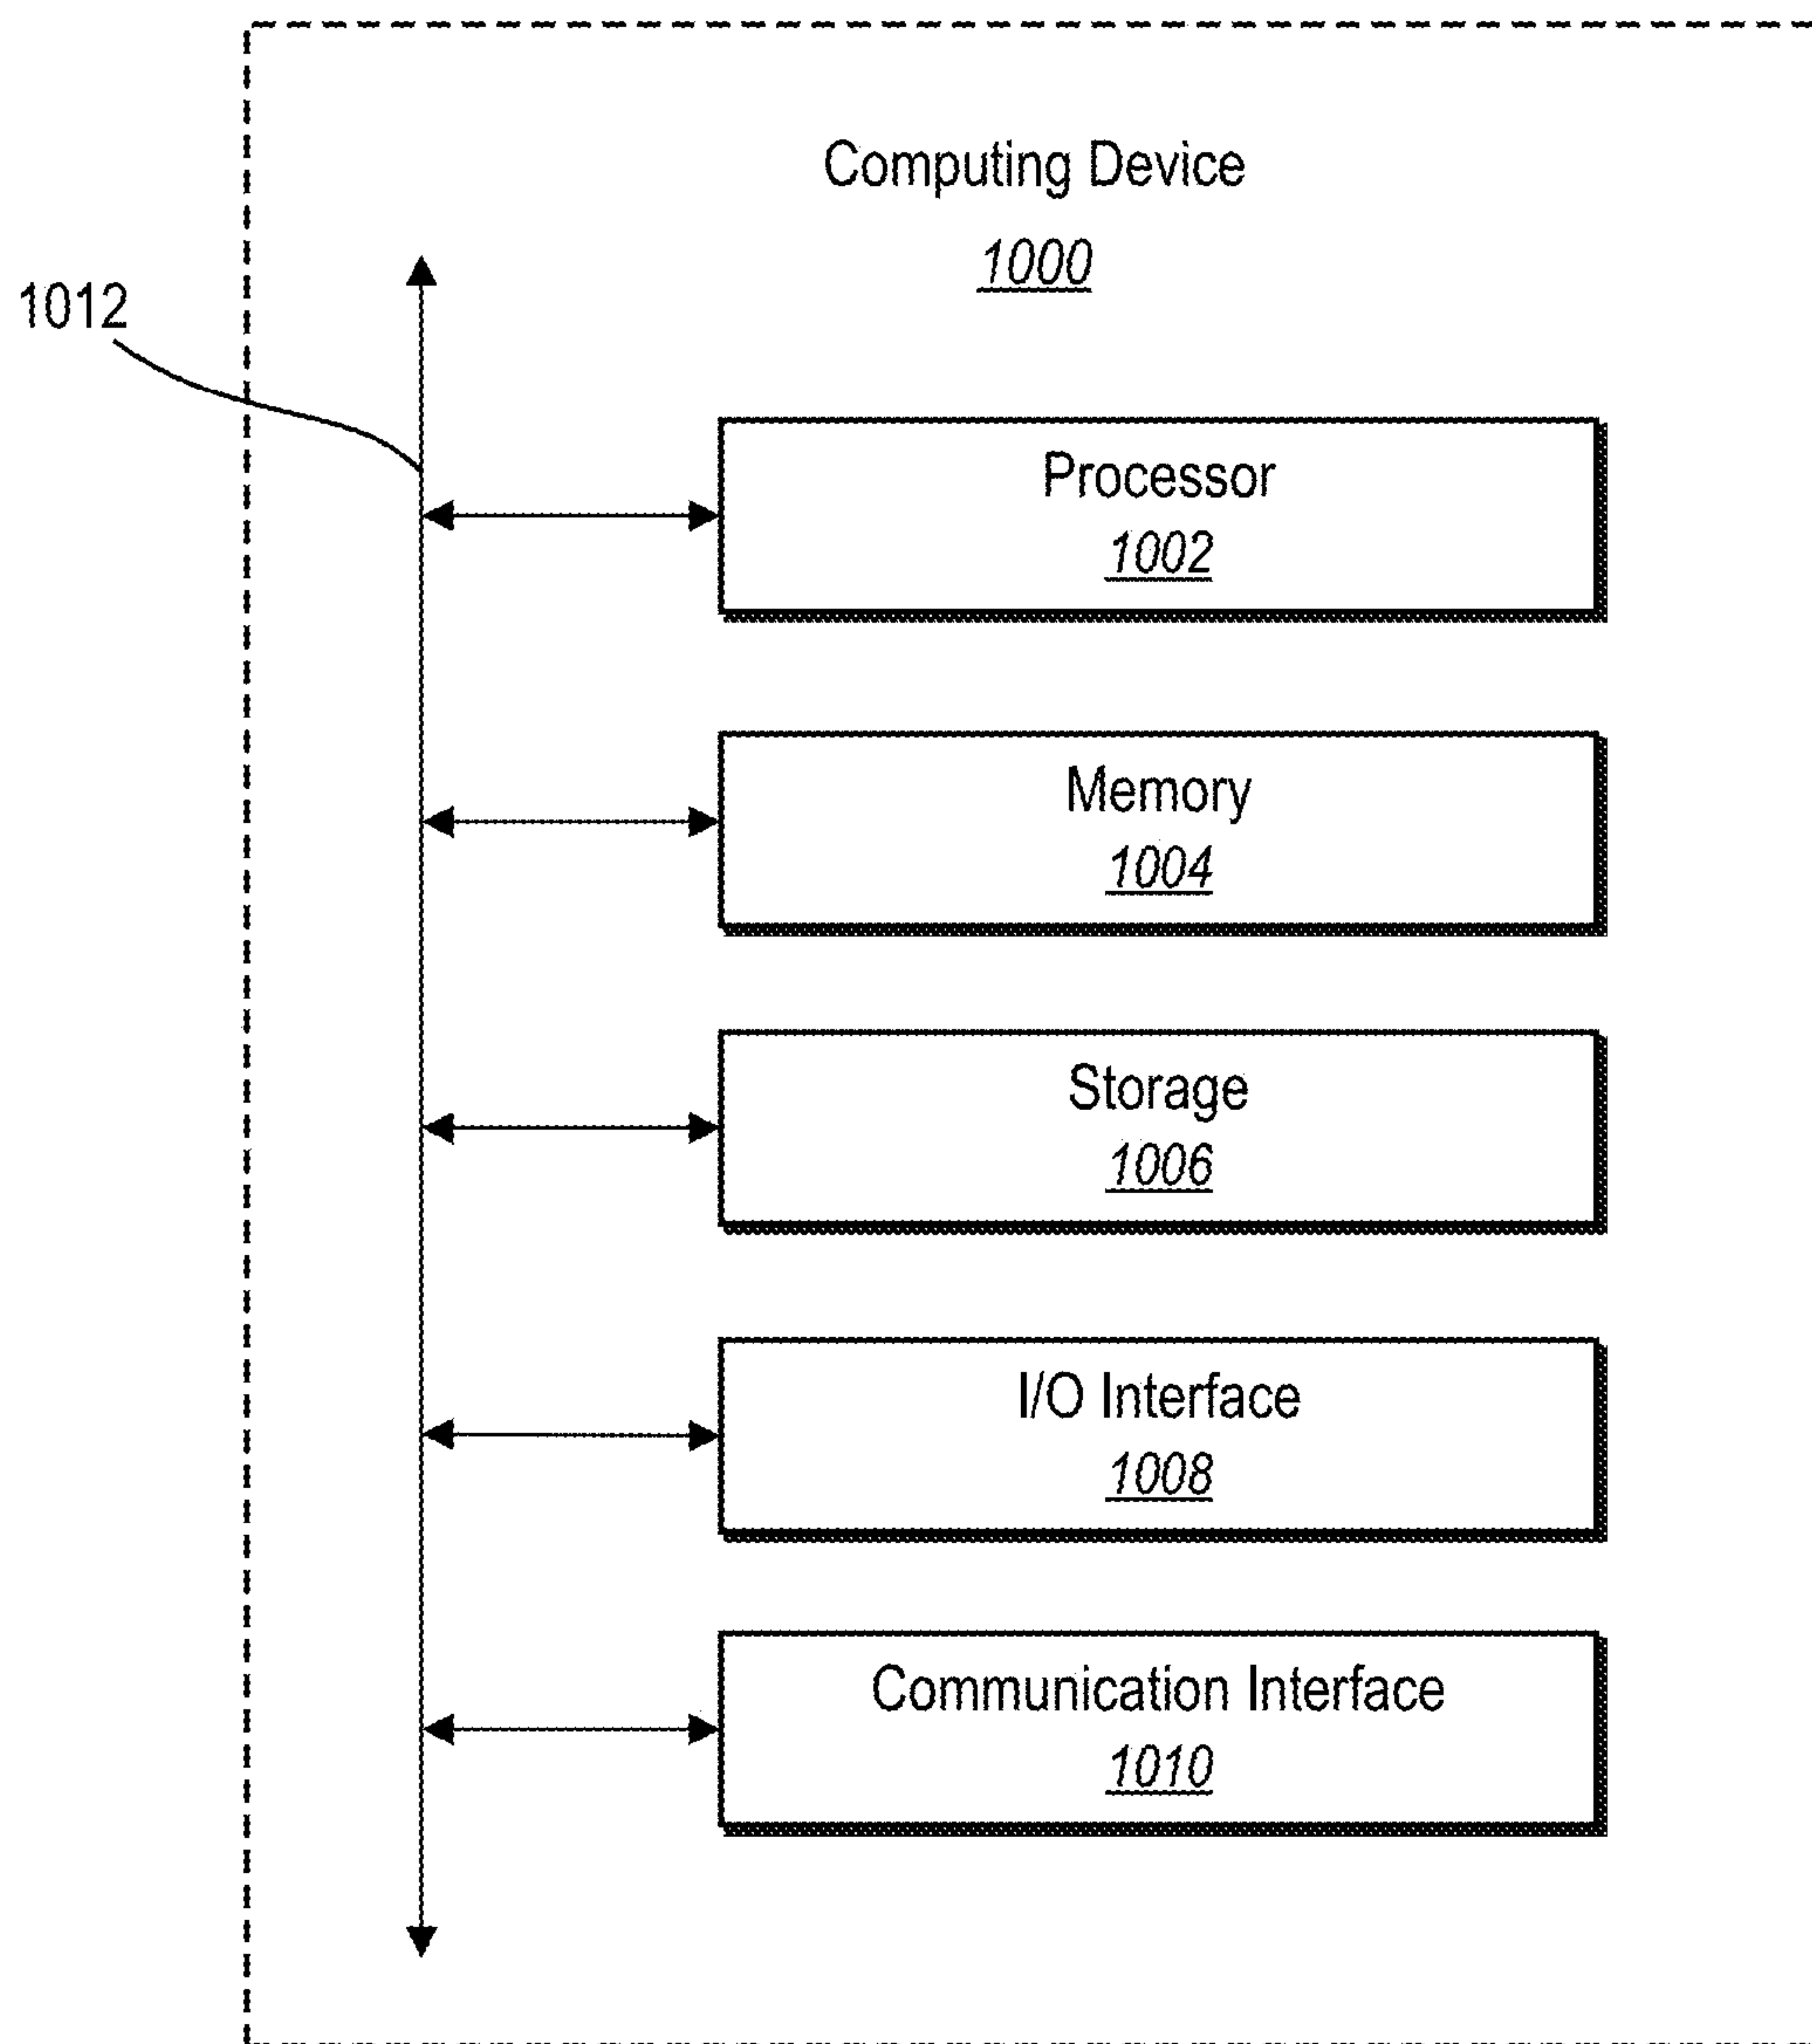 Computing Device
1000
1012
Processor
1002
Memory
1004
Storage
1006
I/O Interface
1008
Communication Interface
1010